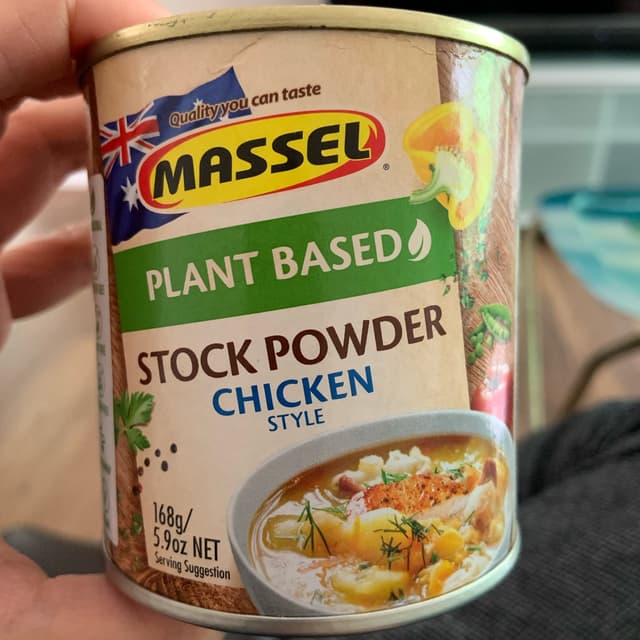 Quality you can taste
MASSEL®
PLANT BASED
STOCK POWDER
CHICKEN
STYLE
168g/
5.9oz NET
Serving Suggestion